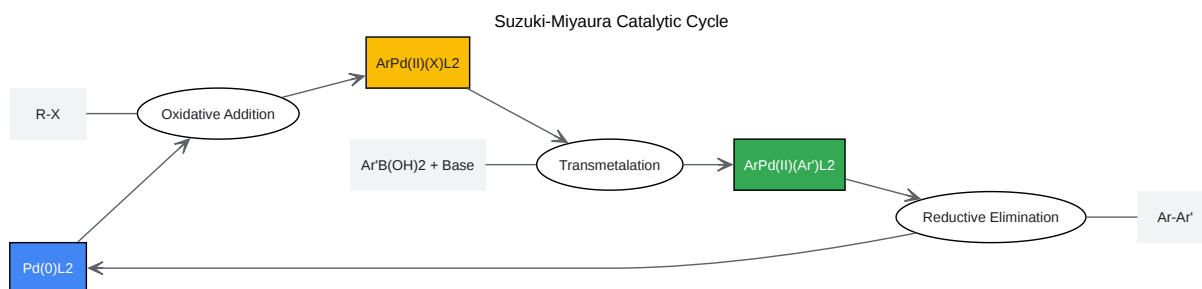 Suzuki-Miyaura Catalytic Cycle
ArPd(II)(X)L2
R-X
Oxidative Addition
Ar'B(OH)2 + Base
Transmetalation
ArPd(II)(Ar')L2
Reductive Elimination
Ar-Ar'
Pd(0)L2